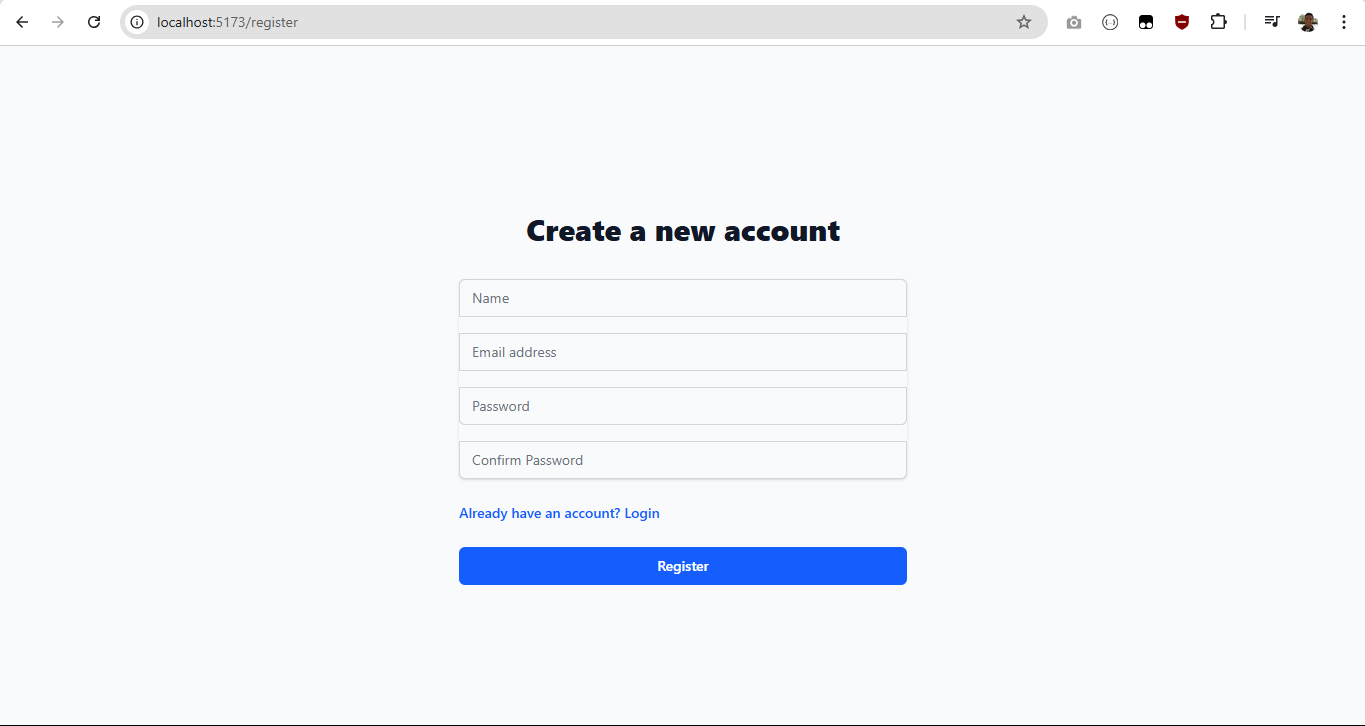 localhost:5173/register
Create a new account
Name
Email address
Password
Confirm Password
Already have an account? Login
Register